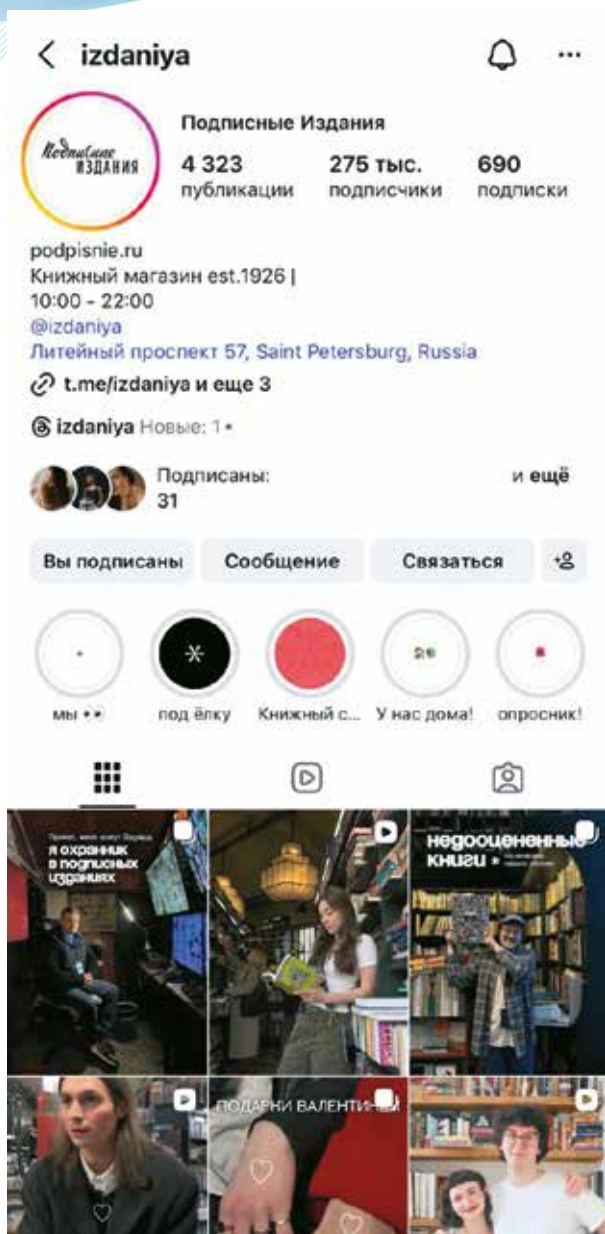 izdaniya
Подписные
ИЗДАНИЯ
Подписные Издания
4 323 275 тыс. 690
публикации подписчики подписки
podpisnie.ru
Книжный магазин est.1926 |
10:00 - 22:00
@izdaniya
Литейный проспект 57, Saint Petersburg, Russia
t.me/izdaniya и еще 3
izdaniya Новые: 1
Подписаны: и ещё
31
Вы подписаны Сообщение Связаться
мы под ёлку Книжный с... У нас дома! опросник!
Привет, меня зовут
я охранник
в подписных
изданиях
недооцененные
книги
ПОДАРКИ